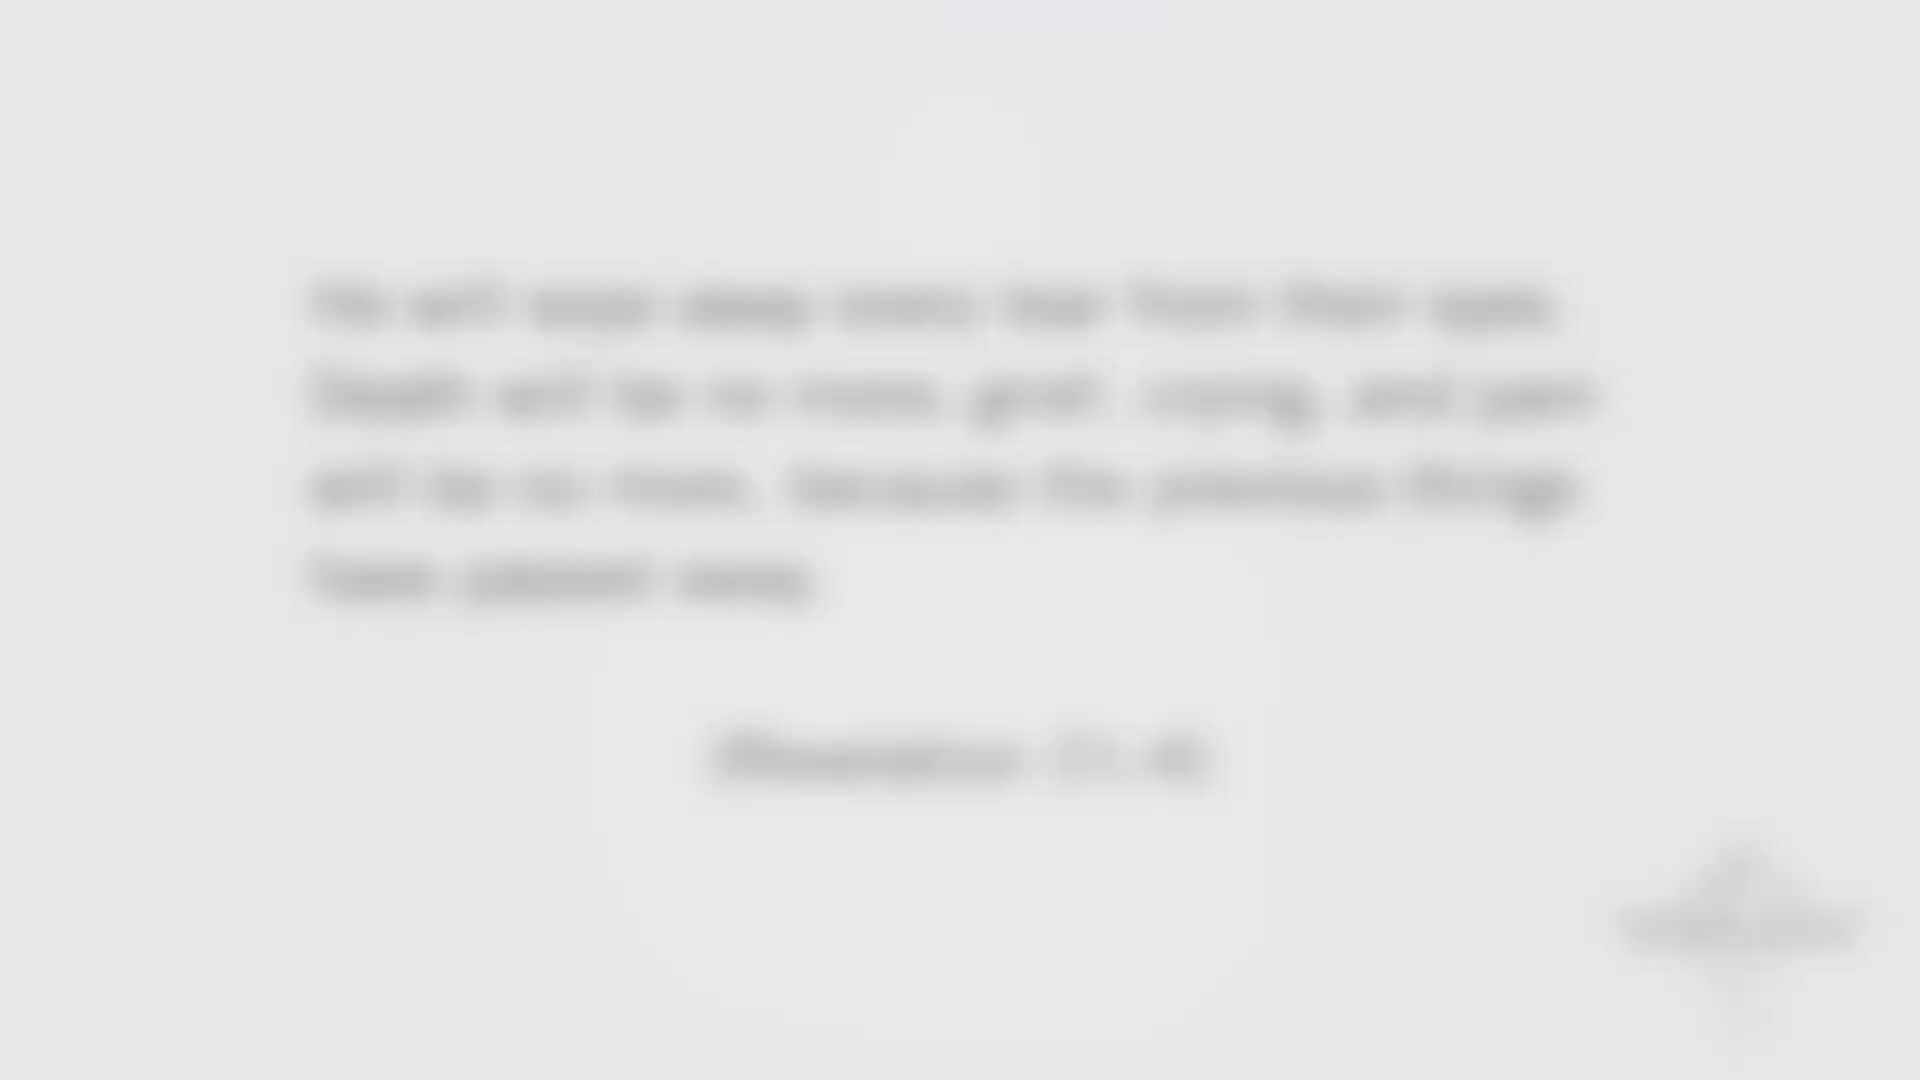 He will wipe away every tear from their eyes.
Death will be no more; grief, crying, and pain
will be no more, because the previous things
have passed away.
(Revelation 21:4)